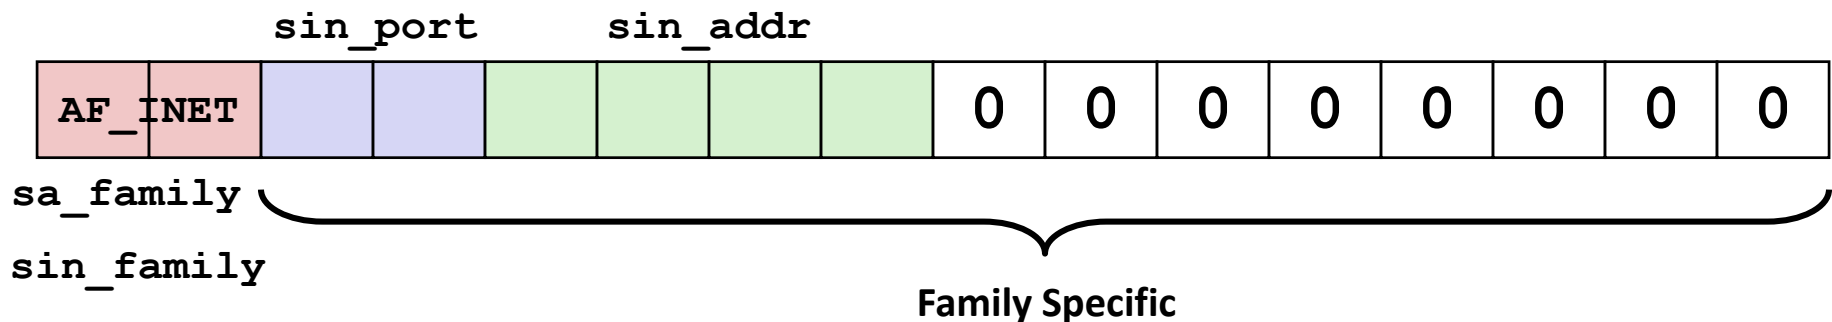 sin_port sin_addr
AF_INET 0 0 0 0 0 0 0 0
sa_family
sin_family
Family Specific